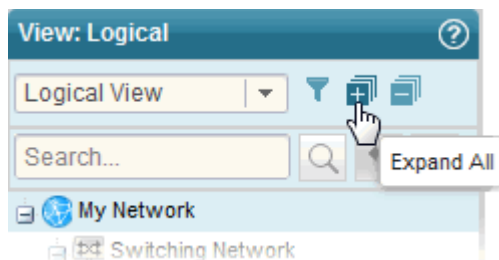 View: Logical
Logical View
Search...
Expand All
My Network
Switching Network